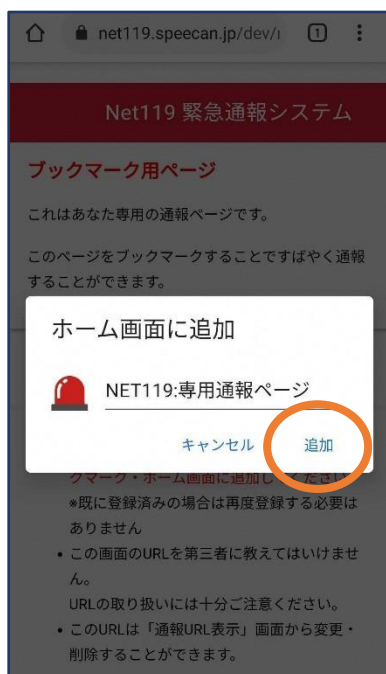 net119.speecan.jp/dev/
1
Net119 緊急通報システム
ブックマーク用ページ
これはあなた専用の通報ページです。
このページをブックマークすることですばやく通報
することができます。
ホーム画面に追加
NET119:専用通報ページ
キャンセル
追加
クマーク・ホーム画面に追加し
ください
※既に登録済みの場合は再度登録する必要は
ありません
• この画面のURLを第三者に教えてはいけませ
ん。
URLの取り扱いには十分ご注意ください。
• このURLは「通報URL表示」画面から変更・
削除することができます。